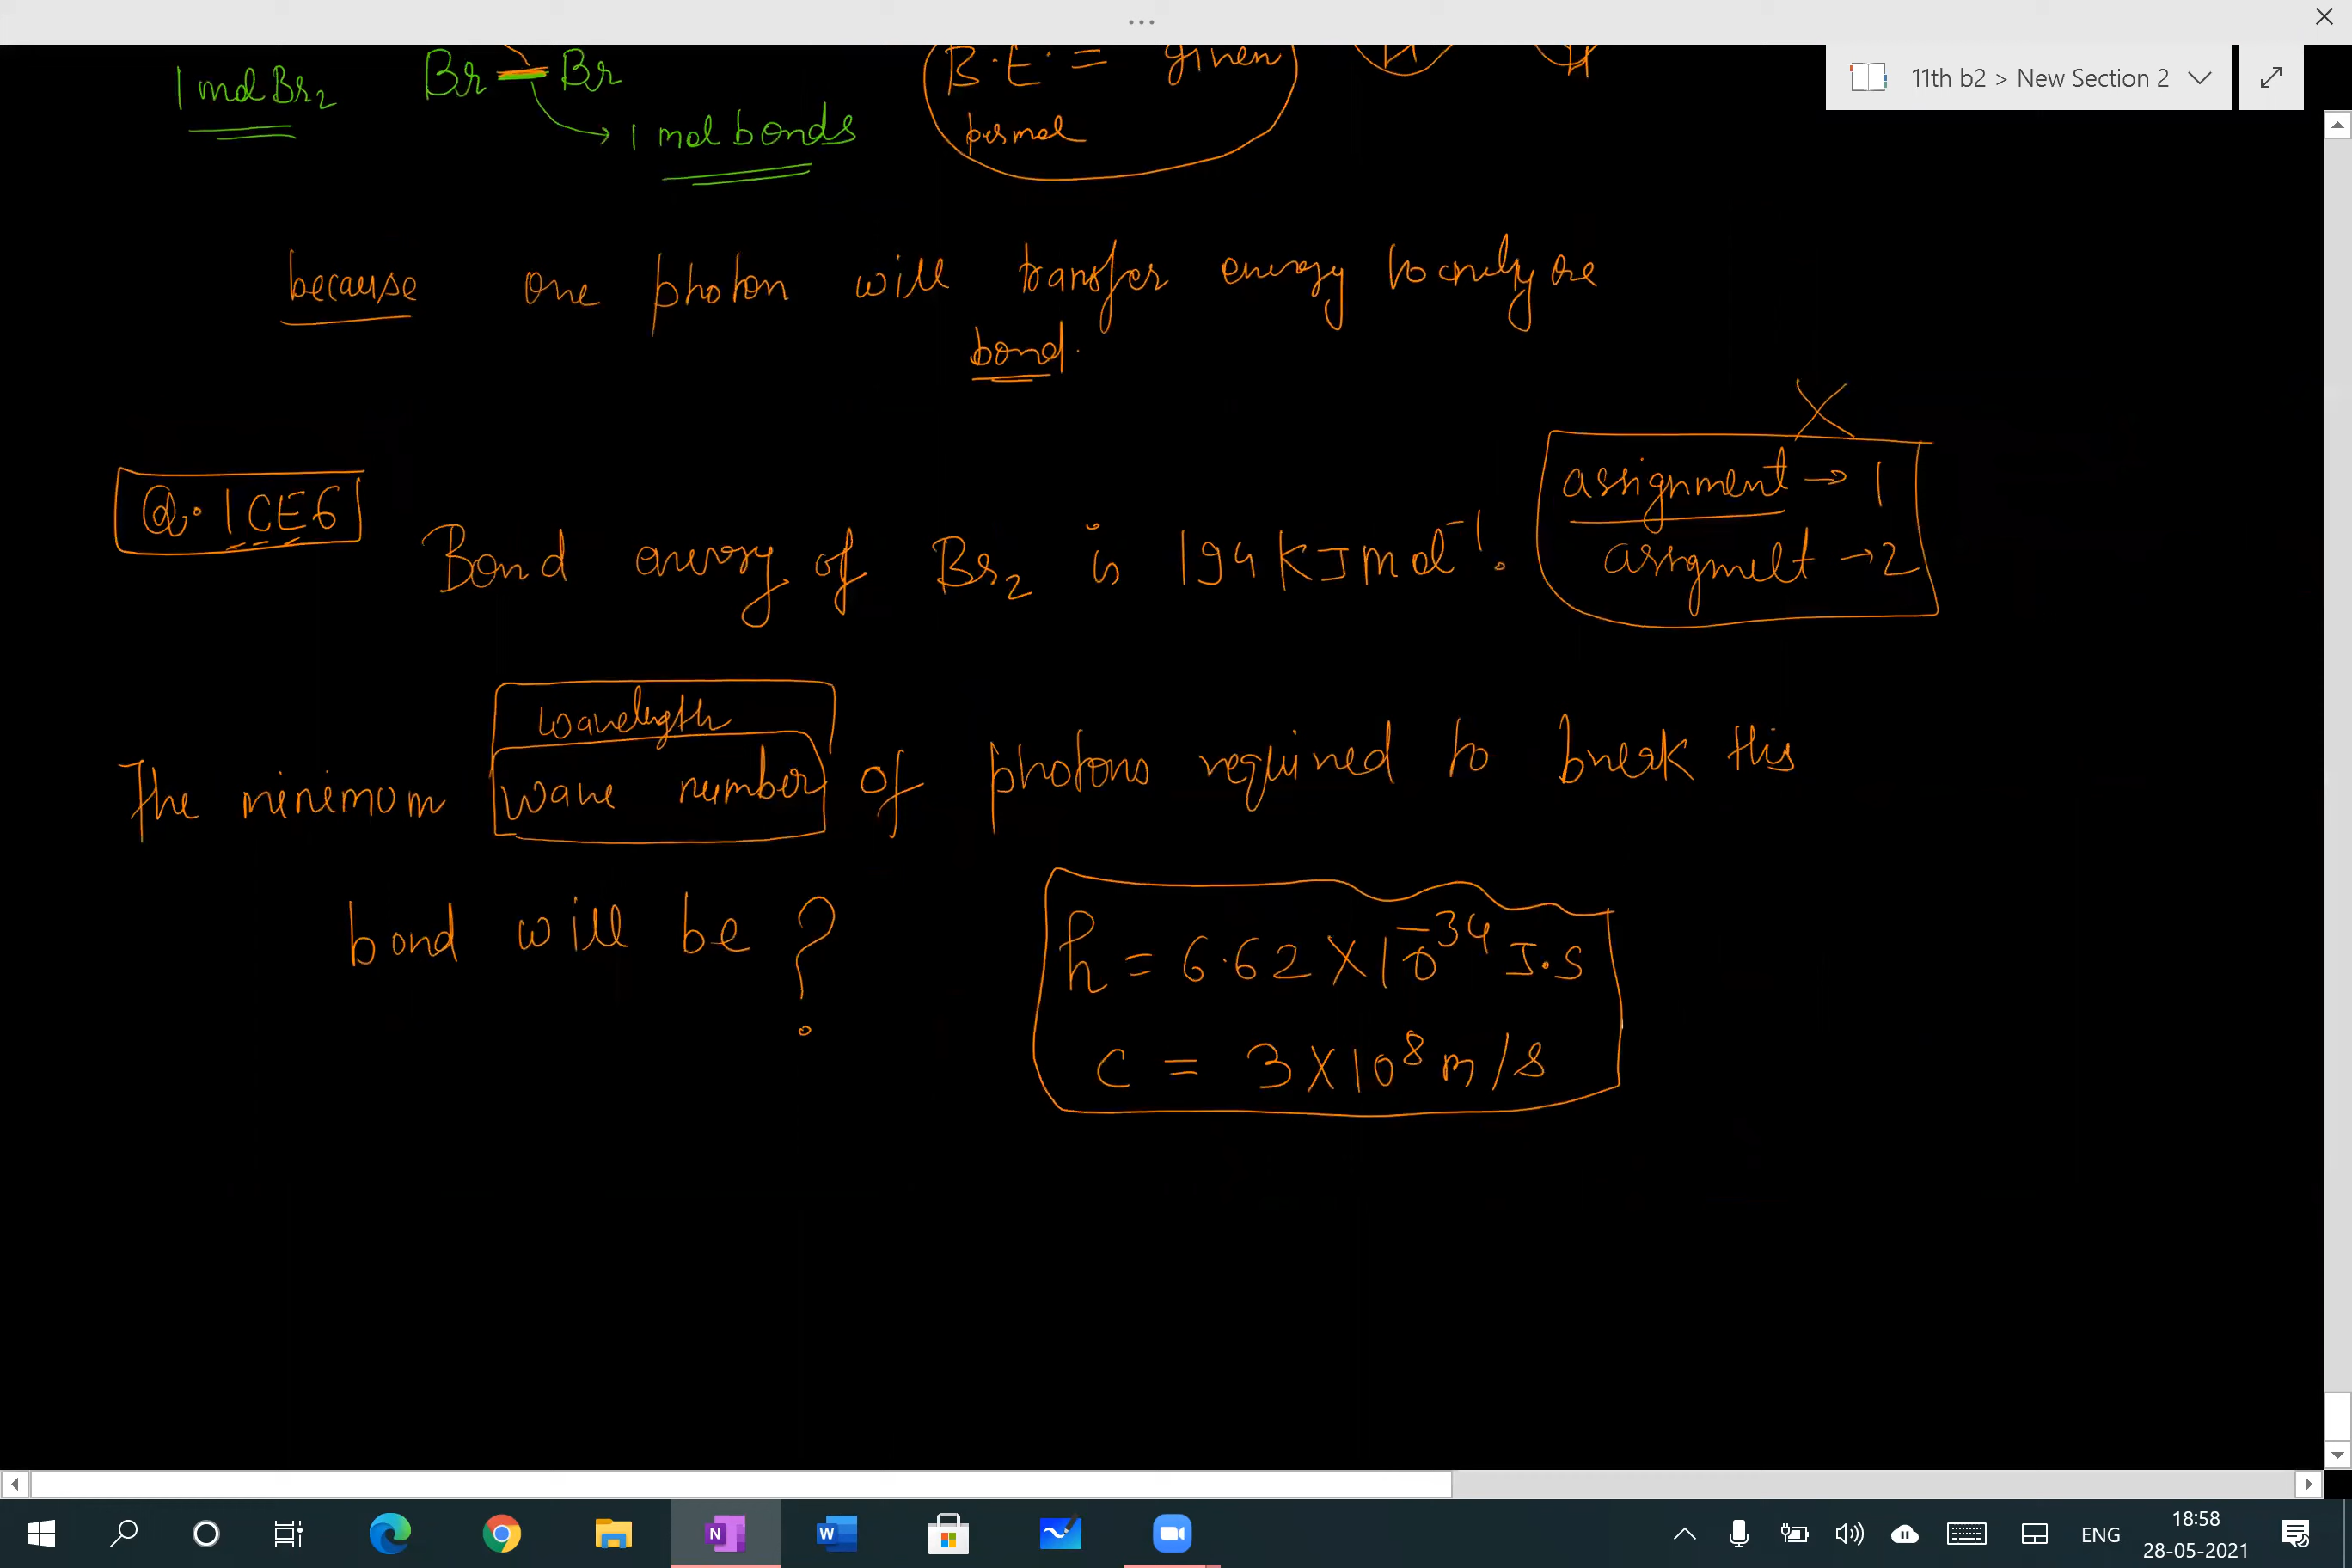 1 mol Br2 Br = Br B.E. = given
→ 1 mol bonds per mol
because one photon will transfer energy to only one
bond.
X
Q. ICE6
assignment → 1
Bond energy of Br2 is 194 KJ mol⁻¹.
assignmelt → 2
wavelength
The minimum wave number of photons required to break this
bond will be ?
h = 6.62 X 10⁻³⁴ J.s
c = 3 X 10⁸ m/s
11th b2 > New Section 2
N
W
ENG
18:58
28-05-2021